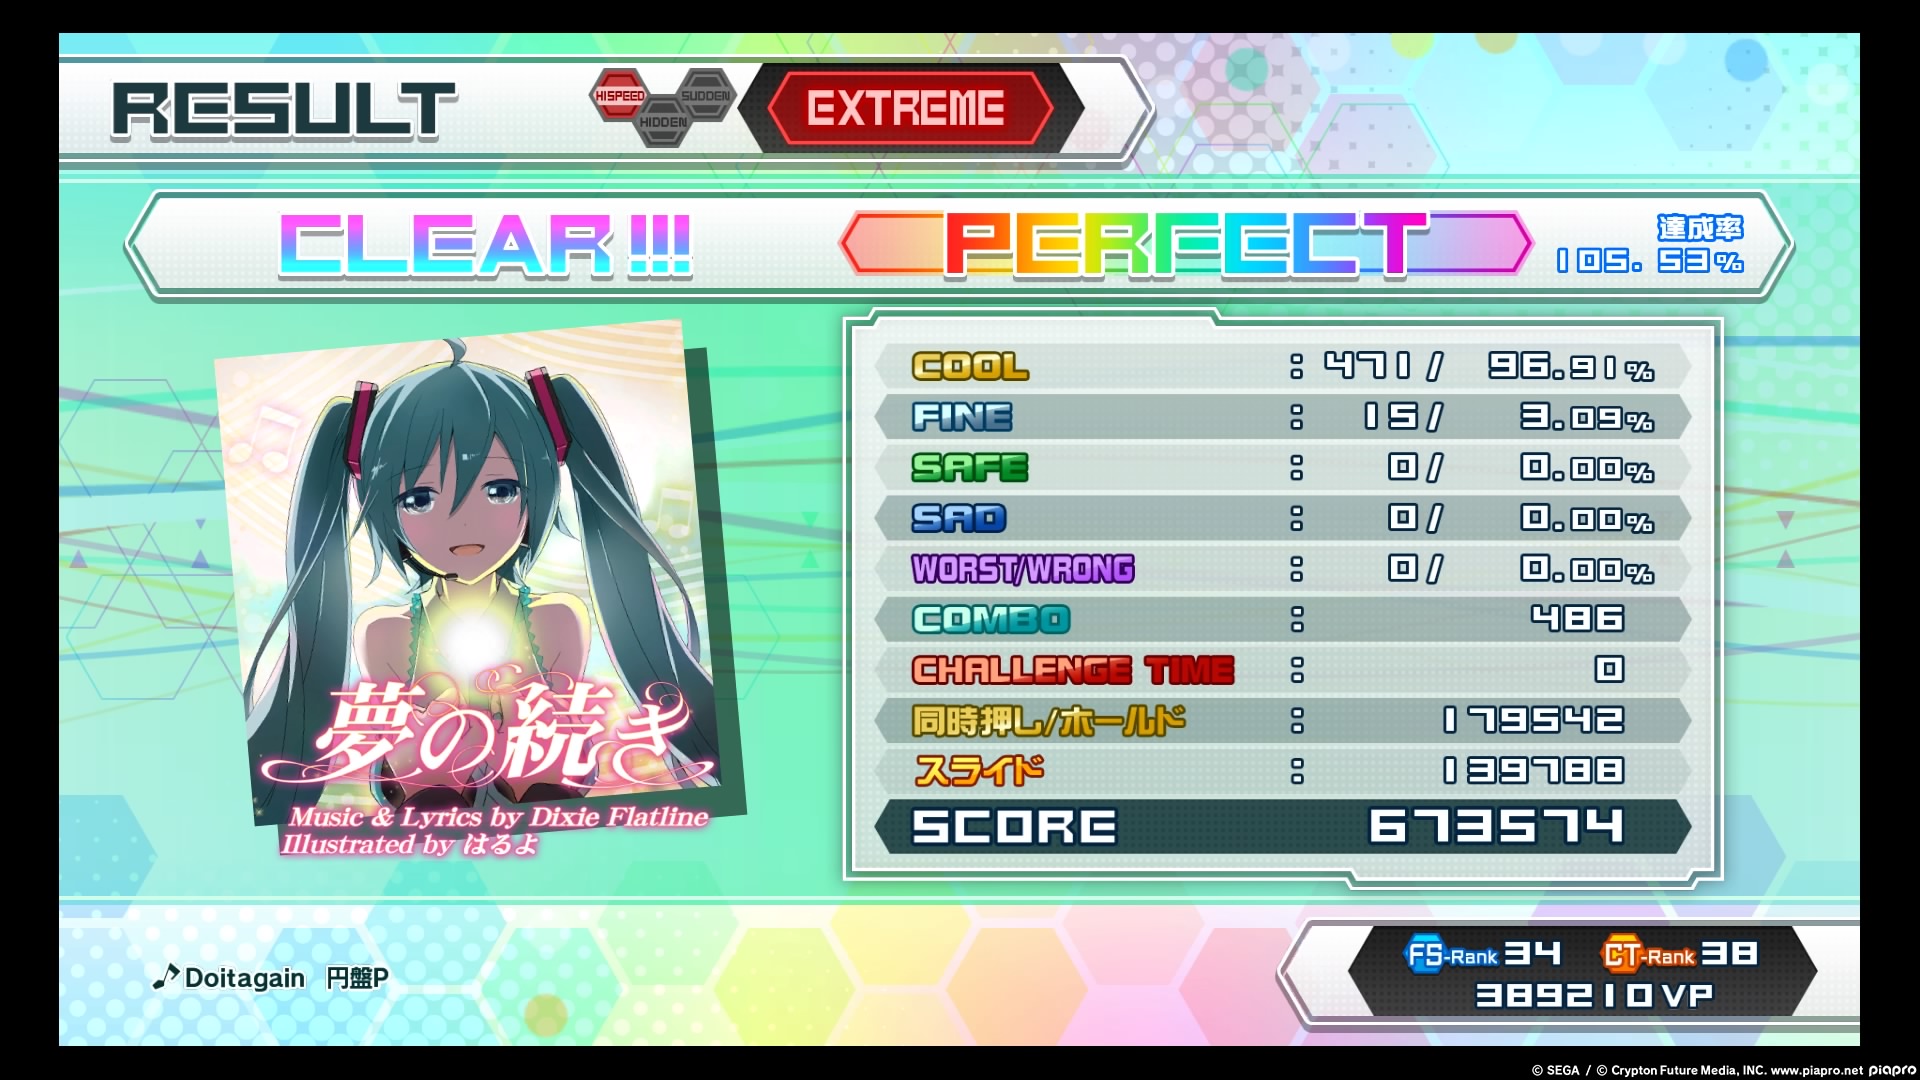 RESULT
HISPEED
HIDDEN
SUDDEN
EXTREME
CLEAR!!!
PERFECT
達成率
105.53%
COOL : 471/ 96.91%
FINE : 15/ 3.09%
SAFE : 0/ 0.00%
SAD : 0/ 0.00%
WORST/WRONG : 0/ 0.00%
COMBO : 486
CHALLENGE TIME : 0
同時押し/ホールド : 179542
スライド : 139788
SCORE 673574
夢の続き
Music & Lyrics by Dixie Flatline
Illustrated by はるよ
♪Doitagain 円盤P
FS-Rank 34 CT-Rank 38
389210VP
© SEGA / © Crypton Future Media, INC. www.piapro.net piapro